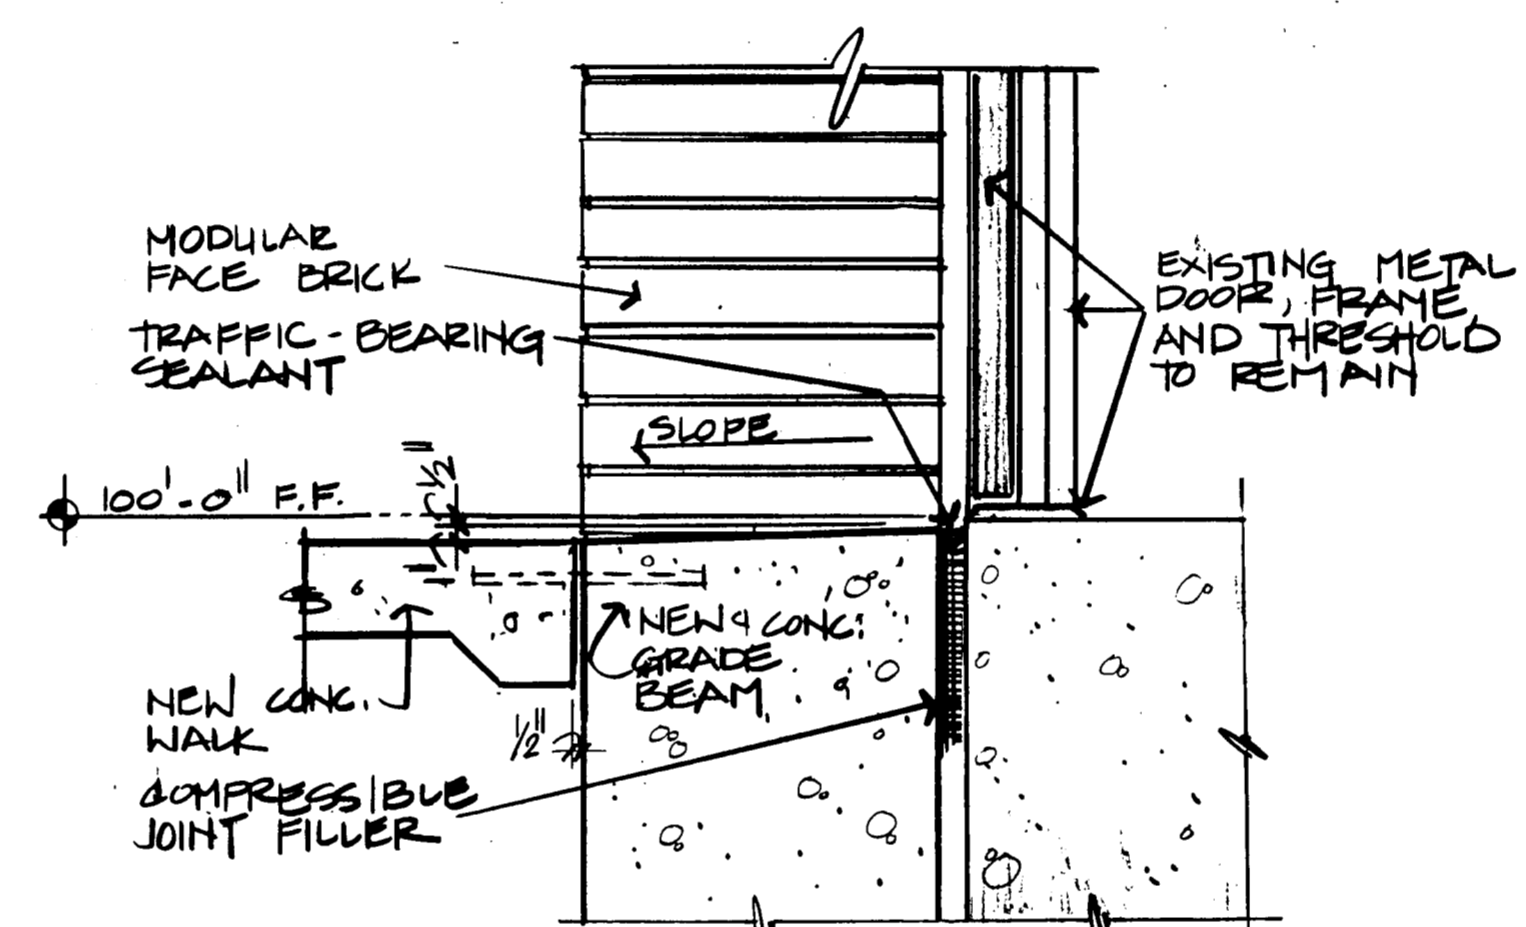 MODULAR
FACE BRICK
TRAFFIC-BEARING
SEALANT
EXISTING METAL
DOOR, FRAME
AND THRESHOLD
TO REMAIN
SLOPE
1/2"
100'-0" F.F.
NEW CONC.
GRADE
BEAM
NEW CONC.
WALK
1/2"
COMPRESSIBLE
JOINT FILLER